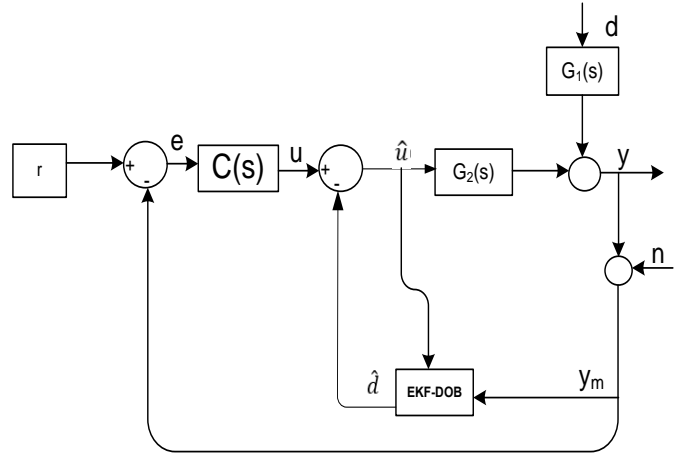 d
G₁(s)
r
+
-
e
C(s)
u
+
-
û
G₂(s)
y
n
d̂
EKF-DOB
yₘ